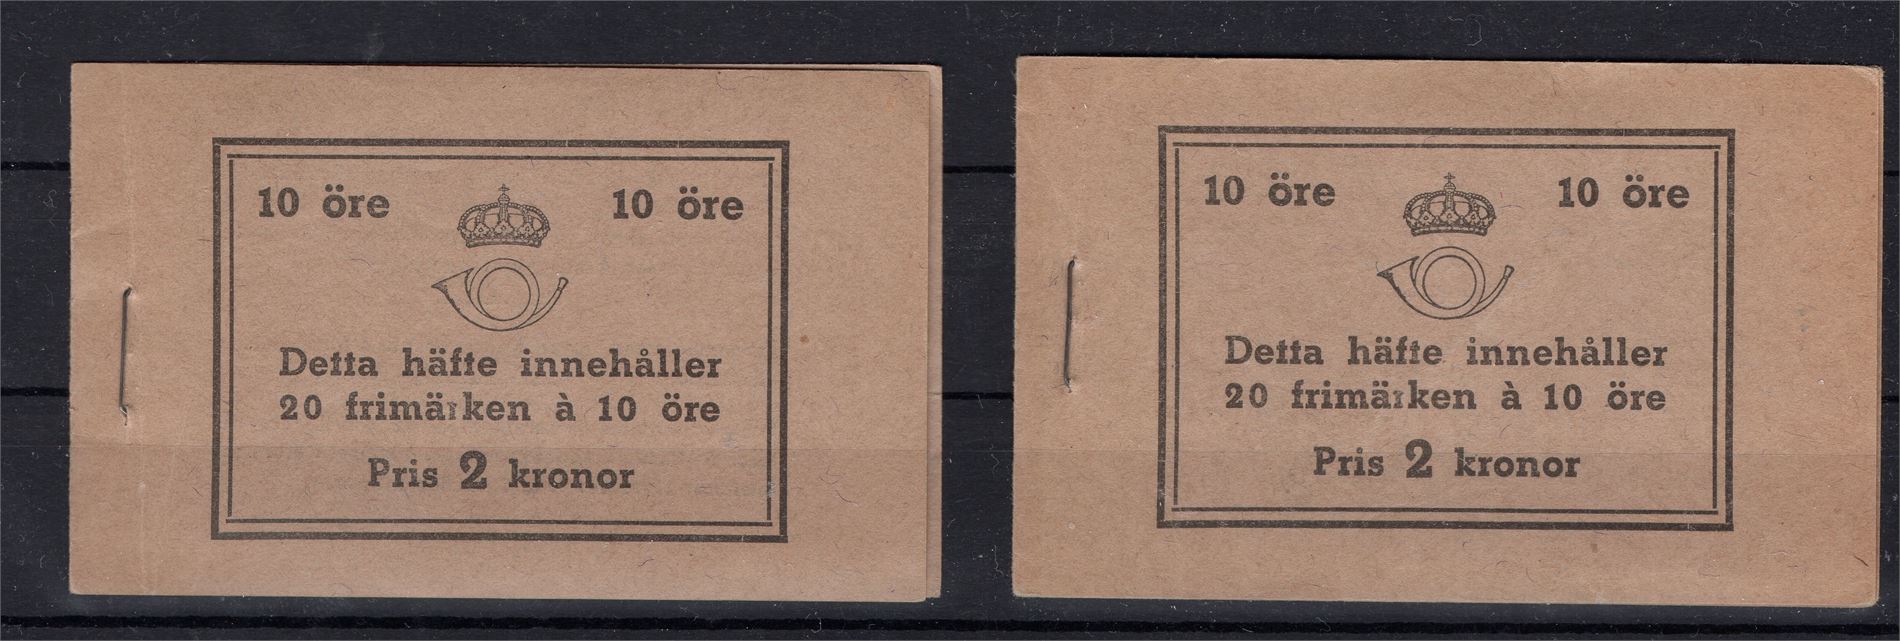 10 öre 10 öre
Detta häfte innehåller
20 frimärken à 10 öre
Pris 2 kronor
10 öre 10 öre
Detta häfte innehåller
20 frimärken à 10 öre
Pris 2 kronor